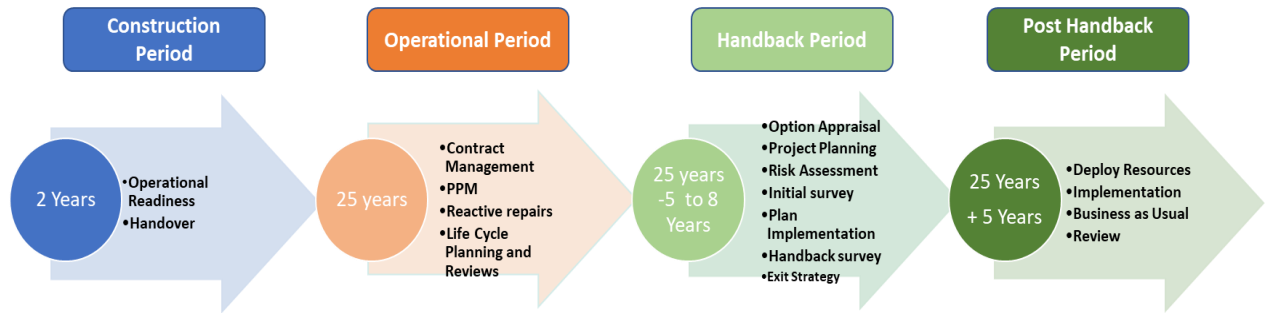 Construction
Period
2 Years
•Operational
Readiness
•Handover
Operational Period
25 years
•Contract
Management
•PPM
•Reactive repairs
•Life Cycle
Planning and
Reviews
Handback Period
25 years
-5 to 8
Years
•Option Appraisal
•Project Planning
•Risk Assessment
•Initial survey
•Plan
Implementation
•Handback survey
•Exit Strategy
Post Handback
Period
25 Years
+ 5 Years
•Deploy Resources
•Implementation
•Business as Usual
•Review